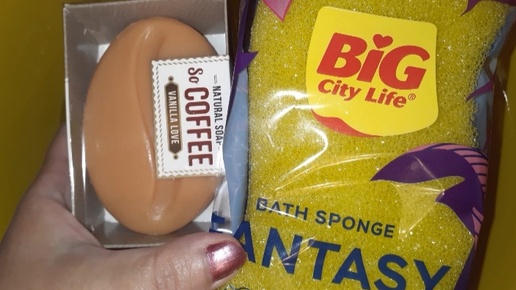 NATURAL SOAP
So
COFFEE
VANILLA LOVE
BiG
City Life®
BATH SPONGE
FANTASY